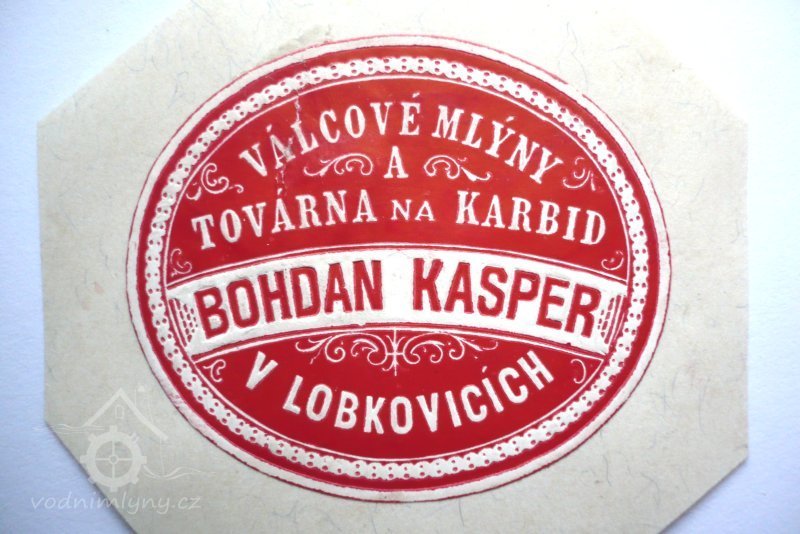 VÁLCOVÉ MLÝNY
A
TOVÁRNA NA KARBID
BOHDAN KASPER
V LOBKOVICÍCH
vodnimlyny.cz